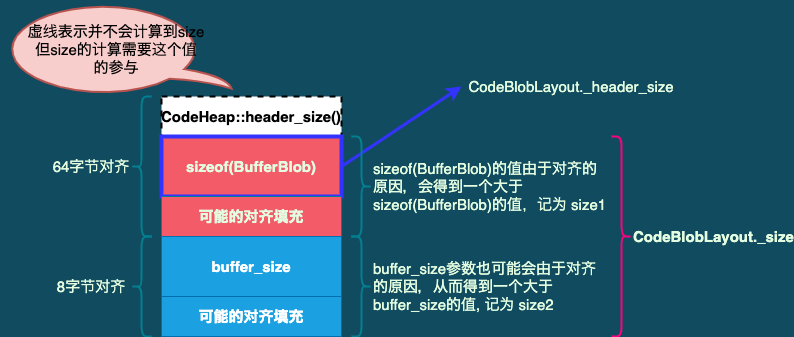 虚线表示并不会计算到size
但size的计算需要这个值
的参与
CodeHeap::header_size()
CodeBlobLayout._header_size
64字节对齐
sizeof(BufferBlob)
可能的对齐填充
sizeof(BufferBlob)的值由于对齐的
原因，会得到一个大于
sizeof(BufferBlob)的值，记为 size1
CodeBlobLayout._size
8字节对齐
buffer_size
可能的对齐填充
buffer_size参数也可能会由于对齐
的原因，从而得到一个大于
buffer_size的值, 记为 size2